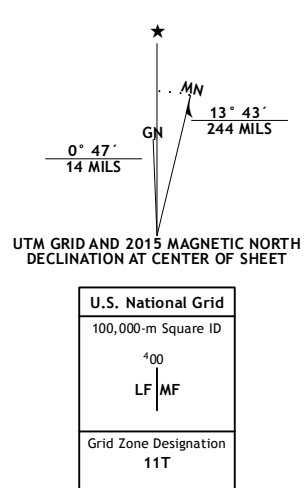 ★
MN
GN
13° 43´
244 MILS
0° 47´
14 MILS
UTM GRID AND 2015 MAGNETIC NORTH
DECLINATION AT CENTER OF SHEET
U.S. National Grid
100,000-m Square ID
⁴00
LF MF
Grid Zone Designation
11T